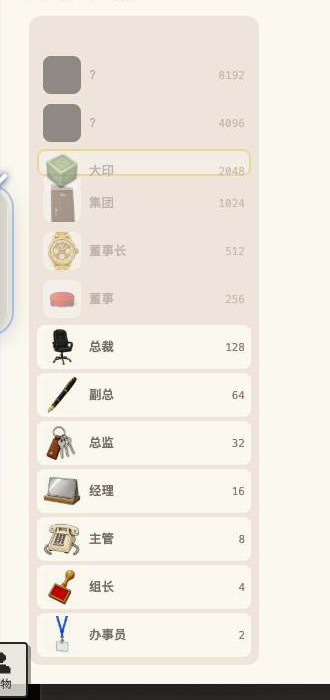 ? 8192
? 4096
大印 2048
集团 1024
董事长 512
董事 256
总裁 128
副总 64
总监 32
经理 16
主管 8
组长 4
办事员 2
物